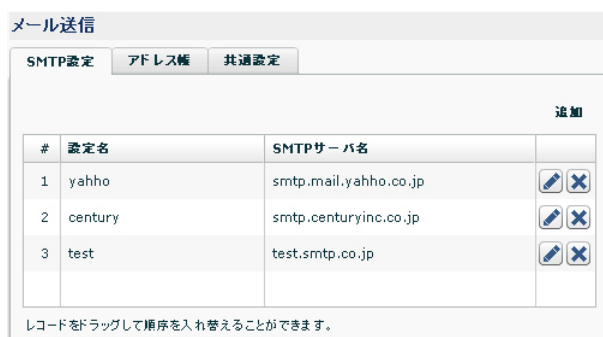 メール送信
SMTP設定 アドレス帳 共通設定
追加
# 設定名 SMTPサーバ名
1 yahho smtp.mail.yahho.co.jp
2 century smtp.centuryinc.co.jp
3 test test.smtp.co.jp
レコードをドラッグして順序を入れ替えることができます。